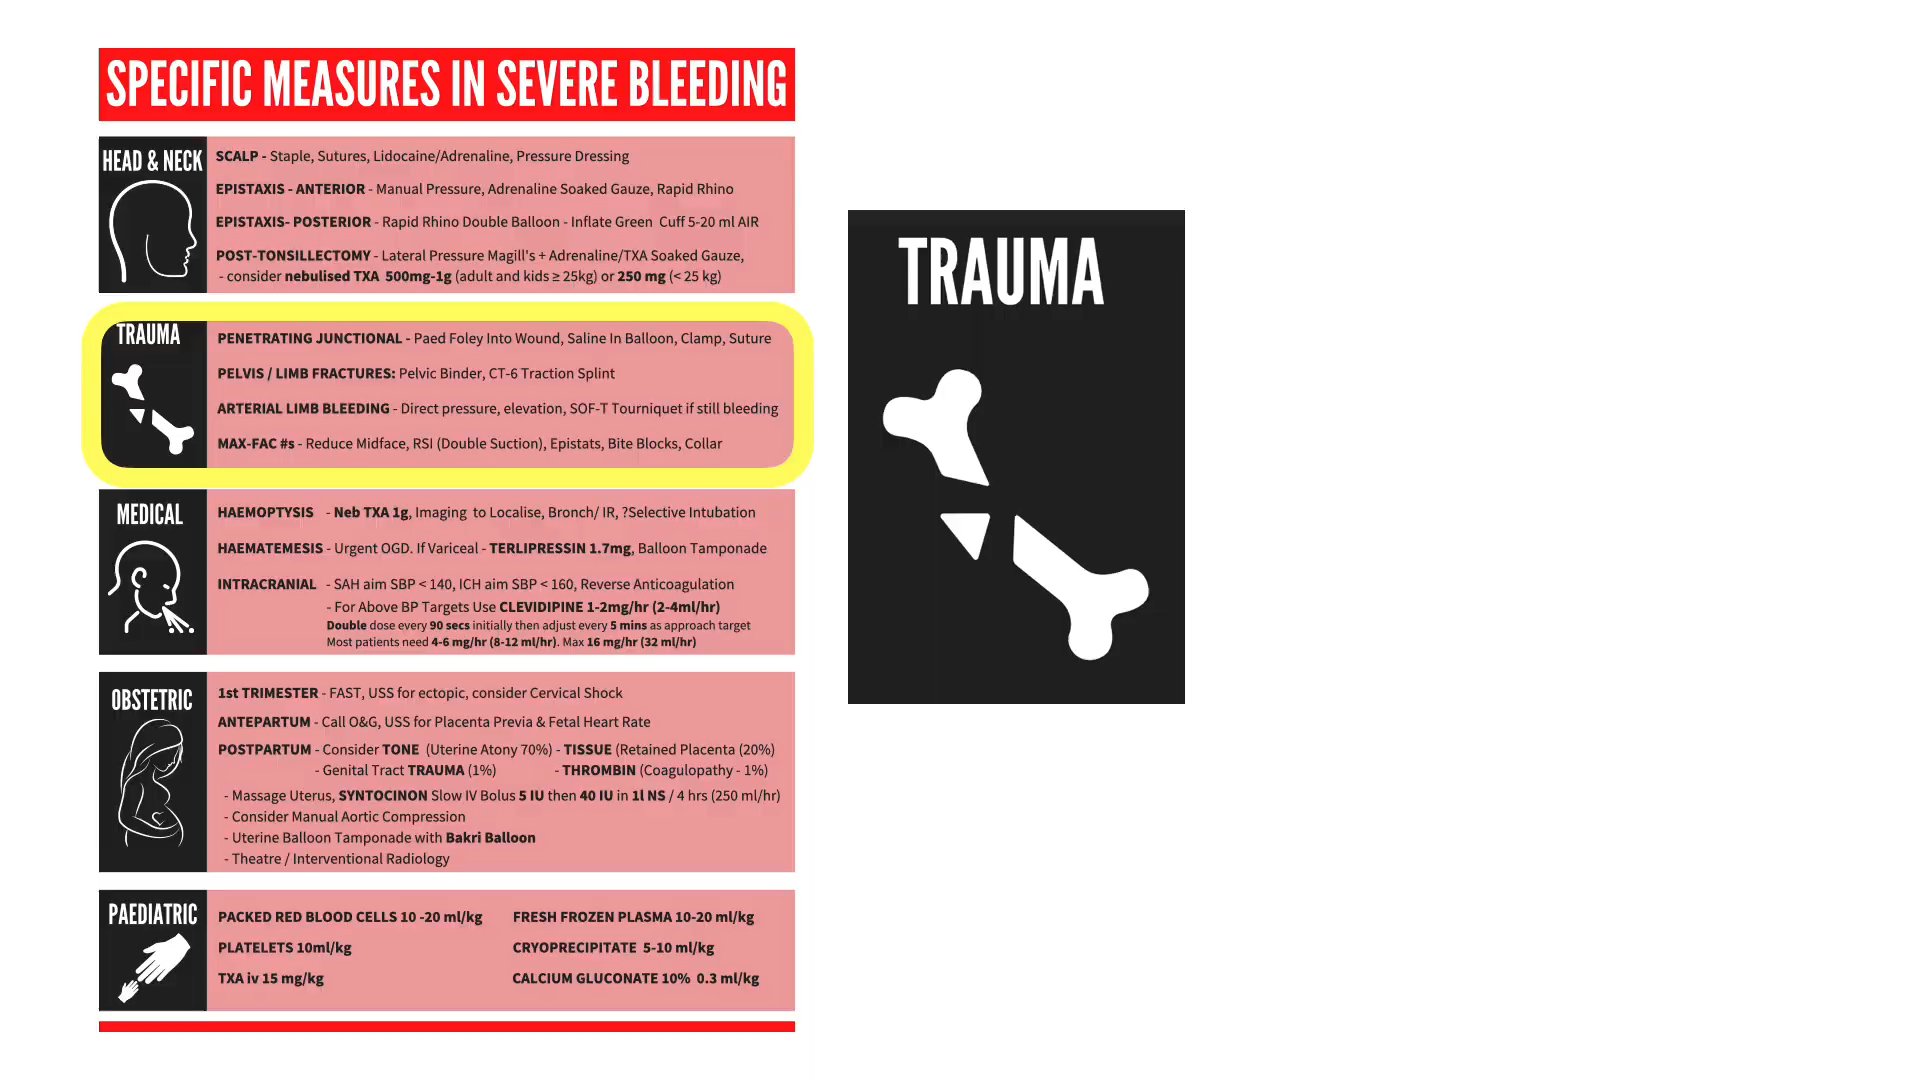 SPECIFIC MEASURES IN SEVERE BLEEDING
HEAD & NECK
SCALP - Staple, Sutures, Lidocaine/Adrenaline, Pressure Dressing
EPISTAXIS - ANTERIOR - Manual Pressure, Adrenaline Soaked Gauze, Rapid Rhino
EPISTAXIS- POSTERIOR - Rapid Rhino Double Balloon - Inflate Green Cuff 5-20 ml AIR
POST-TONSILLECTOMY - Lateral Pressure Magill's + Adrenaline/TXA Soaked Gauze,
- consider nebulised TXA 500mg-1g (adult and kids ≥ 25kg) or 250 mg (< 25 kg)
TRAUMA
PENETRATING JUNCTIONAL - Paed Foley Into Wound, Saline In Balloon, Clamp, Suture
PELVIS / LIMB FRACTURES: Pelvic Binder, CT-6 Traction Splint
ARTERIAL LIMB BLEEDING - Direct pressure, elevation, SOF-T Tourniquet if still bleeding
MAX-FAC #s - Reduce Midface, RSI (Double Suction), Epistats, Bite Blocks, Collar
MEDICAL
HAEMOPTYSIS - Neb TXA 1g, Imaging to Localise, Bronch/ IR, ?Selective Intubation
HAEMATEMESIS - Urgent OGD. If Variceal - TERLIPRESSIN 1.7mg, Balloon Tamponade
INTRACRANIAL - SAH aim SBP < 140, ICH aim SBP < 160, Reverse Anticoagulation
- For Above BP Targets Use CLEVIDIPINE 1-2mg/hr (2-4ml/hr)
Double dose every 90 secs initially then adjust every 5 mins as approach target
Most patients need 4-6 mg/hr (8-12 ml/hr). Max 16 mg/hr (32 ml/hr)
OBSTETRIC
1st TRIMESTER - FAST, USS for ectopic, consider Cervical Shock
ANTEPARTUM - Call O&G, USS for Placenta Previa & Fetal Heart Rate
POSTPARTUM - Consider TONE (Uterine Atony 70%) - TISSUE (Retained Placenta (20%)
- Genital Tract TRAUMA (1%) - THROMBIN (Coagulopathy - 1%)
- Massage Uterus, SYNTOCINON Slow IV Bolus 5 IU then 40 IU in 1l NS / 4 hrs (250 ml/hr)
- Consider Manual Aortic Compression
- Uterine Balloon Tamponade with Bakri Balloon
- Theatre / Interventional Radiology
PAEDIATRIC
PACKED RED BLOOD CELLS 10 -20 ml/kg FRESH FROZEN PLASMA 10-20 ml/kg
PLATELETS 10ml/kg CRYOPRECIPITATE 5-10 ml/kg
TXA iv 15 mg/kg CALCIUM GLUCONATE 10% 0.3 ml/kg
TRAUMA